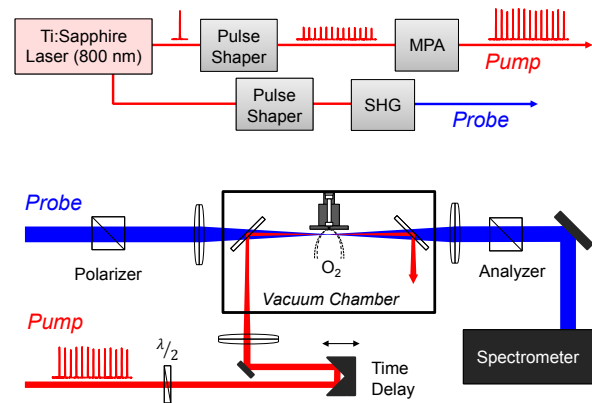 Ti:Sapphire
Laser (800 nm)
Pulse
Shaper
MPA
Pump
Pulse
Shaper
SHG
Probe
Probe
Polarizer
O₂
Vacuum Chamber
Analyzer
Pump
λ/2
Time
Delay
Spectrometer